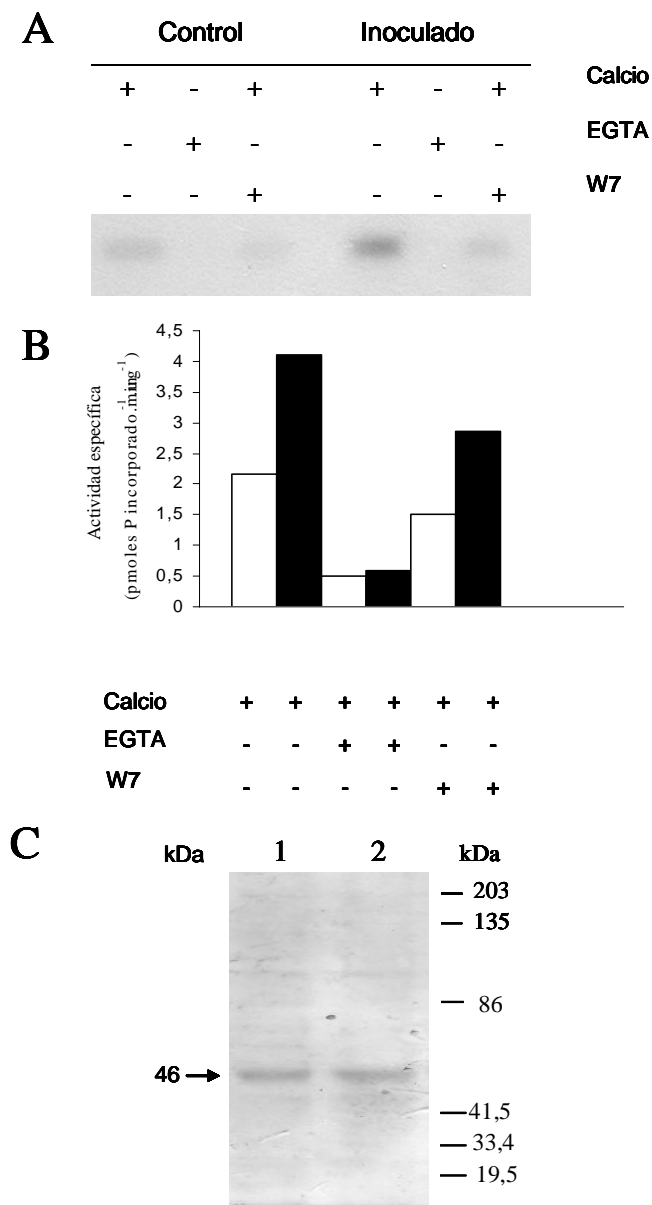 A
Control Inoculado
+ - + + - + Calcio
- + - - + - EGTA
- - + - - + W7
B
Actividad específica
(pmoles P incorporado.min-1mg-1)
4,5
4
3,5
3
2,5
2
1,5
1
0,5
0
Calcio + + + + + +
EGTA - - + + - -
W7 - - - - + +
C
kDa 1 2 kDa
203
135
86
46
41,5
33,4
19,5